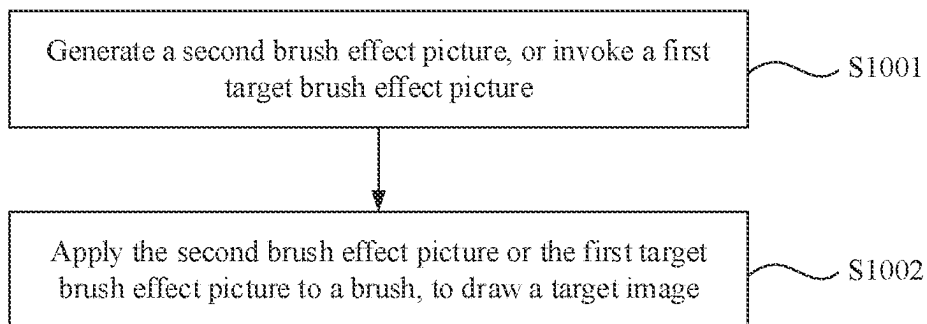 Generate a second brush effect picture, or invoke a first
target brush effect picture
S1001
Apply the second brush effect picture or the first target
brush effect picture to a brush, to draw a target image
S1002